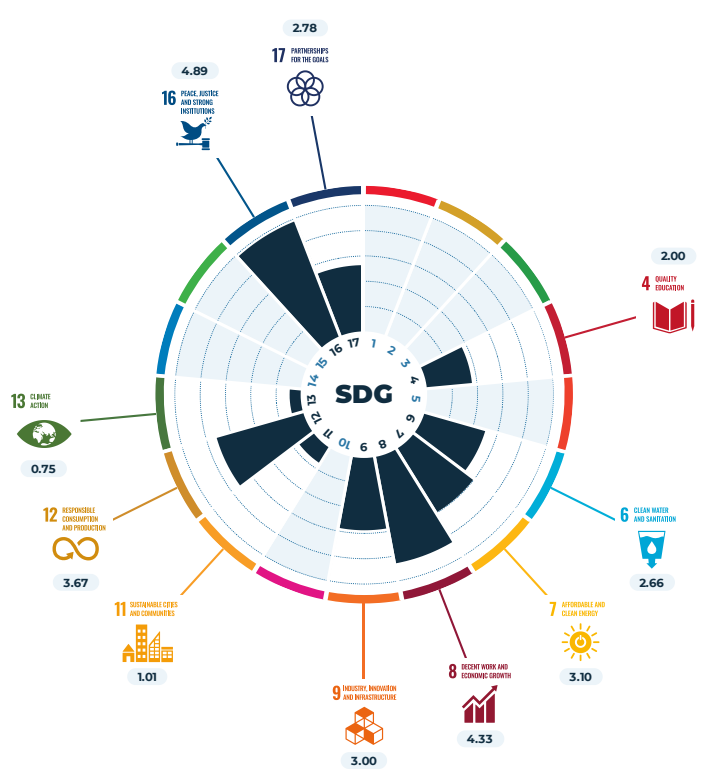 2.78
17 PARTNERSHIPS
FOR THE GOALS
4.89
16 PEACE, JUSTICE
AND STRONG
INSTITUTIONS
2.00
4 QUALITY
EDUCATION
1
2
3
4
5
6
7
8
9
10
11
12
13
14
15
16
17
SDG
13 CLIMATE
ACTION
0.75
12 RESPONSIBLE
CONSUMPTION
AND PRODUCTION
3.67
6 CLEAN WATER
AND SANITATION
2.66
11 SUSTAINABLE CITIES
AND COMMUNITIES
1.01
7 AFFORDABLE AND
CLEAN ENERGY
3.10
8 DECENT WORK AND
ECONOMIC GROWTH
4.33
9 INDUSTRY, INNOVATION
AND INFRASTRUCTURE
3.00